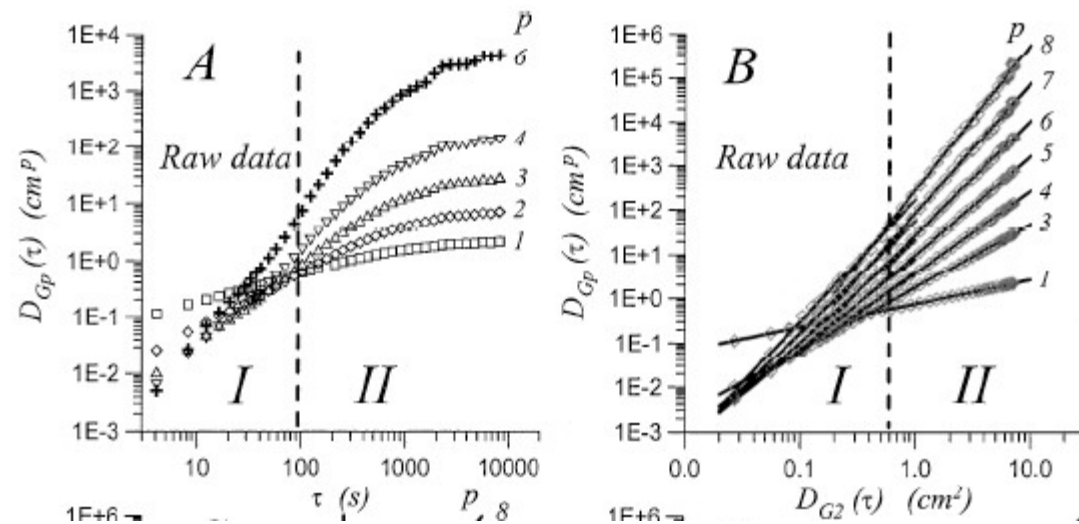 A
Raw data
I
II
p
6
4
3
2
1
1E+4
1E+3
1E+2
1E+1
1E+0
1E-1
1E-2
1E-3
10
100
1000
10000
D_Gp (τ) (cm^p)
τ (s)
B
Raw data
I
II
p
8
7
6
5
4
3
1
1E+6
1E+5
1E+4
1E+3
1E+2
1E+1
1E+0
1E-1
1E-2
1E-3
0.0
0.1
1.0
10.0
D_Gp (τ) (cm^p)
D_G2 (τ) (cm²)
1E+6
p
8